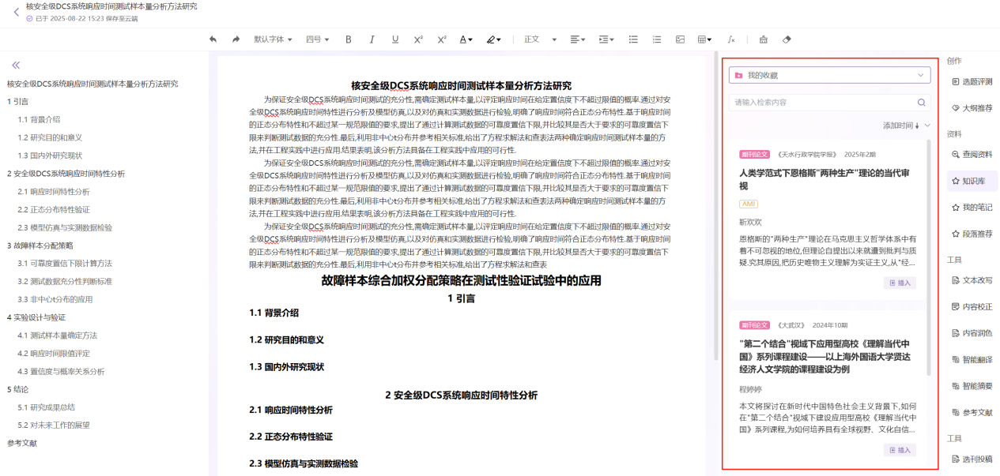 核安全级DCS系统响应时间测试样本量分析方法研究
已于 2025-08-22 15:23 保存至云端
默认字体
四号
B
I
U
X²
X²
A
正文
核安全级DCS系统响应时间测试样本量分析方法研究
1 引言
1.1 背景介绍
1.2 研究目的和意义
1.3 国内外研究现状
2 安全级DCS系统响应时间特性分析
2.1 响应时间特性分析
2.2 正态分布特性验证
2.3 模型仿真与实测数据检验
3 故障样本分配策略
3.1 可靠度置信下限计算方法
3.2 测试数据充分性判断标准
3.3 非中心t分布的应用
4 实验设计与验证
4.1 测试样本量确定方法
4.2 响应时间限值评定
4.3 置信度与概率关系分析
5 结论
5.1 研究成果总结
5.2 对未来工作的展望
参考文献
核安全级DCS系统响应时间测试样本量分析方法研究
为保证安全级DCS系统响应时间测试的充分性,需确定测试样本量,以评定响应时间在给定置信度下不超过限值的概率.通过对安
全级DCS系统响应时间特性进行分析及模型仿真,以及对仿真和实测数据进行检验,明确了响应时间符合正态分布特性.基于响应时间
的正态分布特性和不超过某一规范限值的要求,提出了通过计算测试数据的可靠度置信下限,并比较其是否大于要求的可靠度置信下
限来判断测试数据的充分性.最后,利用非中心t分布并参考相关标准,给出了方程求解法和查表法两种确定响应时间测试样本量的方
法,并在工程实践中进行应用.结果表明,该分析方法具备在工程实践中应用的可行性.
为保证安全级DCS系统响应时间测试的充分性,需确定测试样本量,以评定响应时间在给定置信度下不超过限值的概率.通过对安
全级DCS系统响应时间特性进行分析及模型仿真,以及对仿真和实测数据进行检验,明确了响应时间符合正态分布特性.基于响应时间
的正态分布特性和不超过某一规范限值的要求,提出了通过计算测试数据的可靠度置信下限,并比较其是否大于要求的可靠度置信下
限来判断测试数据的充分性.最后,利用非中心t分布并参考相关标准,给出了方程求解法和查表法两种确定响应时间测试样本量的方
法,并在工程实践中进行应用.结果表明,该分析方法具备在工程实践中应用的可行性.
为保证安全级DCS系统响应时间测试的充分性,需确定测试样本量,以评定响应时间在给定置信度下不超过限值的概率.通过对安
全级DCS系统响应时间特性进行分析及模型仿真,以及对仿真和实测数据进行检验,明确了响应时间符合正态分布特性.基于响应时间
的正态分布特性和不超过某一规范限值的要求,提出了通过计算测试数据的可靠度置信下限,并比较其是否大于要求的可靠度置信下
限来判断测试数据的充分性.最后,利用非中心t分布并参考相关标准,给出了方程求解法和查表
故障样本综合加权分配策略在测试性验证试验中的应用
1 引言
1.1 背景介绍
1.2 研究目的和意义
1.3 国内外研究现状
2 安全级DCS系统响应时间特性分析
2.1 响应时间特性分析
2.2 正态分布特性验证
2.3 模型仿真与实测数据检验
我的收藏
请输入检索内容
添加时间
期刊论文 《天水行政学院学报》 2025年2期
人类学范式下恩格斯"两种生产"理论的当代审
视
AMI
靳欢欢
恩格斯的"两种生产"理论在马克思主义哲学体系中有
着不可忽视的地位,但理论自提出以来就遭到批判与质
疑.究其原因,把历史唯物主义理解为实证主义,从"经...
插入
期刊论文 《大武汉》 2024年10期
"第二个结合"视域下应用型高校《理解当代中
国》系列课程建设——以上海外国语大学贤达
经济人文学院的课程建设为例
程婷婷
本文将探讨在新时代中国特色社会主义背景下,如何
在"第二个结合"视域下建设应用型高校《理解当代中
国》系列课程,为如何培养具有全球视野、文化自信...
插入
创作
选题评测
大纲推荐
资料
查阅资料
知识库
我的笔记
段落推荐
工具
文本改写
内容校正
内容润色
智能翻译
智能摘要
参考文献
工具
选刊投稿